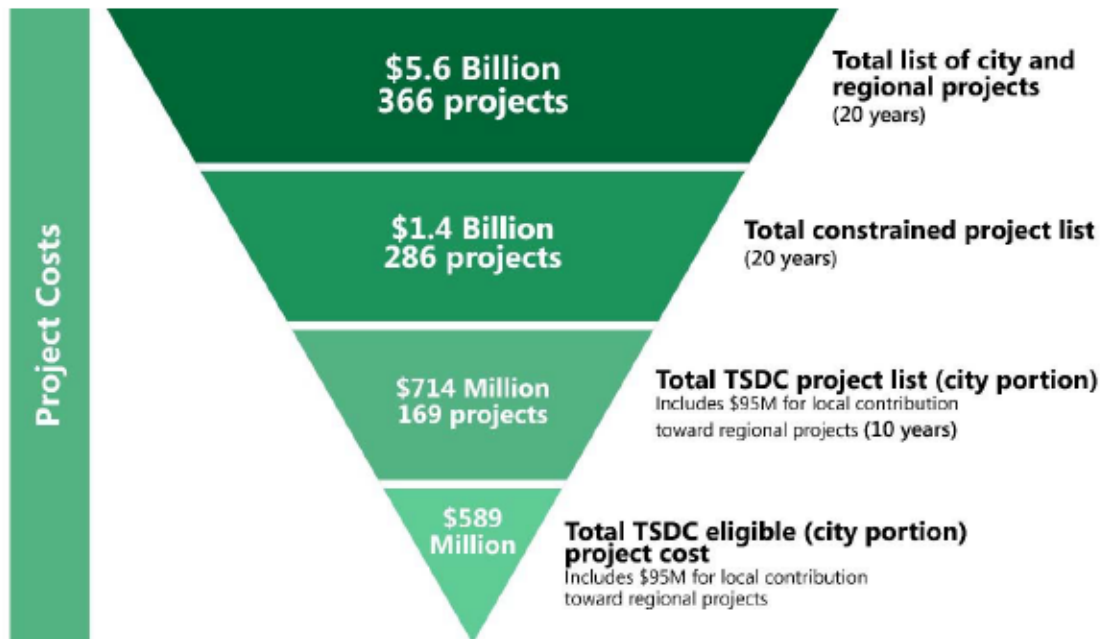 Project Costs
$5.6 Billion
366 projects
Total list of city and
regional projects
(20 years)
$1.4 Billion
286 projects
Total constrained project list
(20 years)
$714 Million
169 projects
Total TSDC project list (city portion)
Includes $95M for local contribution
toward regional projects (10 years)
$589
Million
Total TSDC eligible (city portion)
project cost
Includes $95M for local contribution
toward regional projects